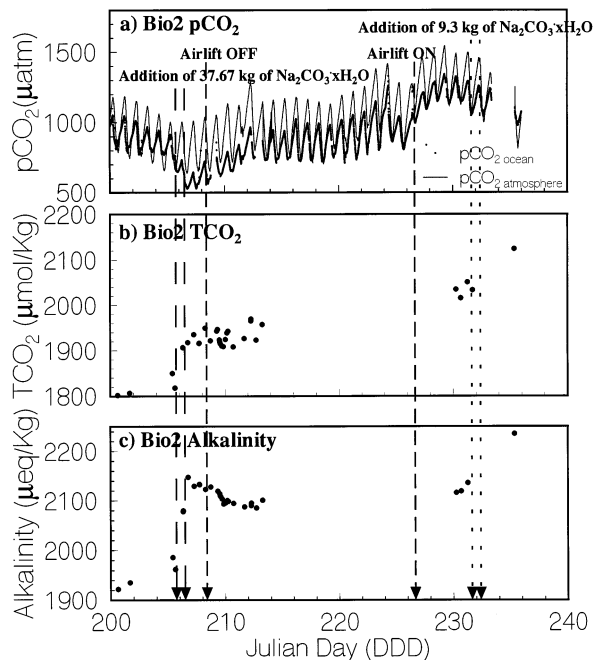 Addition of 9.3 kg of Na2CO3·xH2O
a) Bio2 pCO2
Airlift OFF
Airlift ON
Addition of 37.67 kg of Na2CO3·xH2O
pCO2 (µatm)
1500
1000
500
pCO2 ocean
pCO2 atmosphere
b) Bio2 TCO2
TCO2 (µmol/Kg)
2200
2100
2000
1900
1800
c) Bio2 Alkalinity
Alkalinity (µeq/Kg)
2200
2100
2000
1900
200
210
220
230
240
Julian Day (DDD)